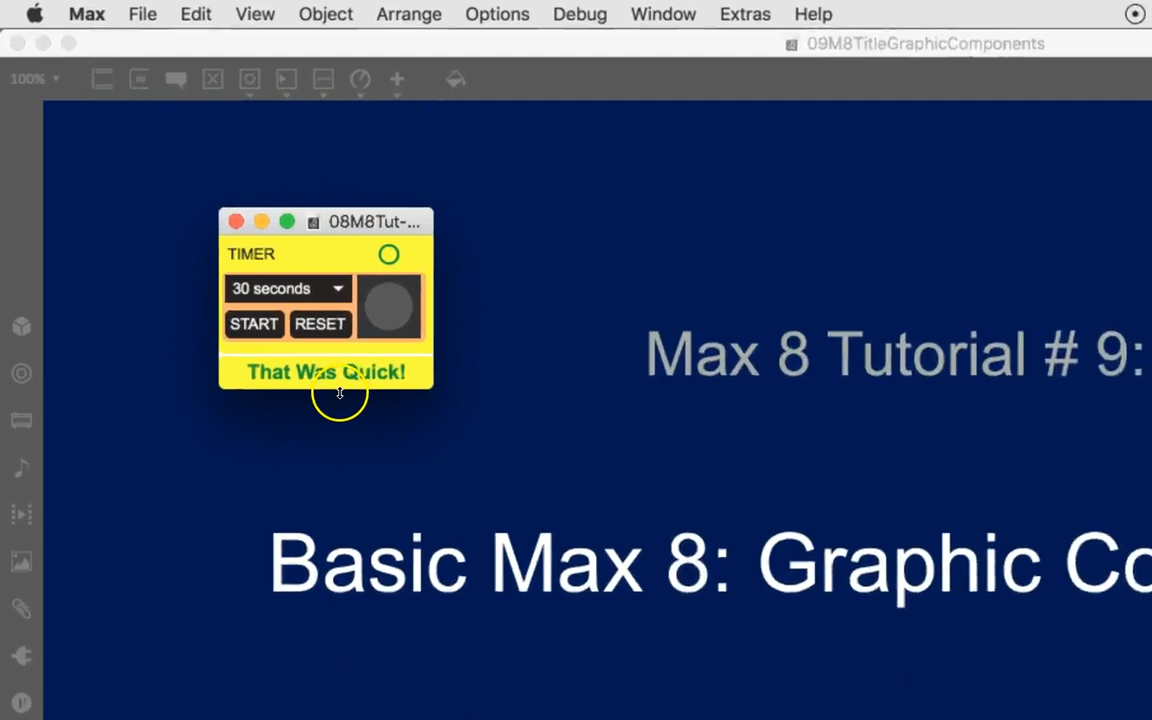 Max File Edit View Object Arrange Options Debug Window Extras Help
09M8TitleGraphicComponents
100%
08M8Tut-...
TIMER
30 seconds
START RESET
That Was Quick!
Max 8 Tutorial # 9:
Basic Max 8: Graphic Co